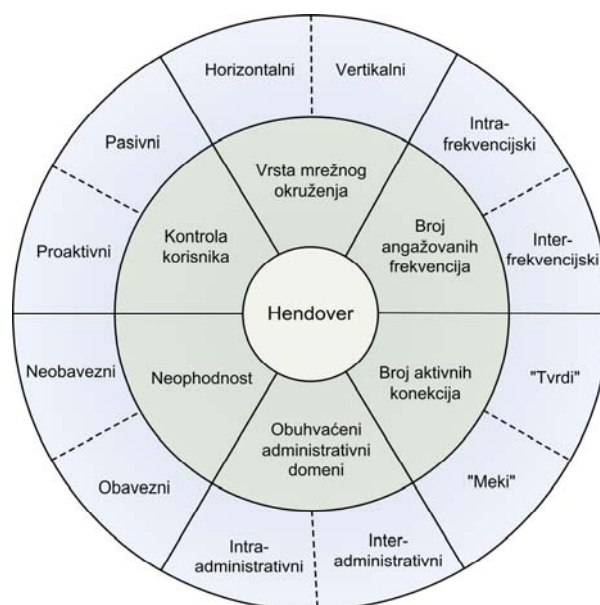 Horizontalni
Vertikalni
Intra-
frekvencijski
Inter-
frekvencijski
"Tvrdi"
"Meki"
Inter-
administrativni
Intra-
administrativni
Obavezni
Neobavezni
Proaktivni
Pasivni
Vrsta mrežnog
okruženja
Broj
angažovanih
frekvencija
Broj aktivnih
konekcija
Obuhvaćeni
administrativni
domeni
Neophodnost
Kontrola
korisnika
Hendover